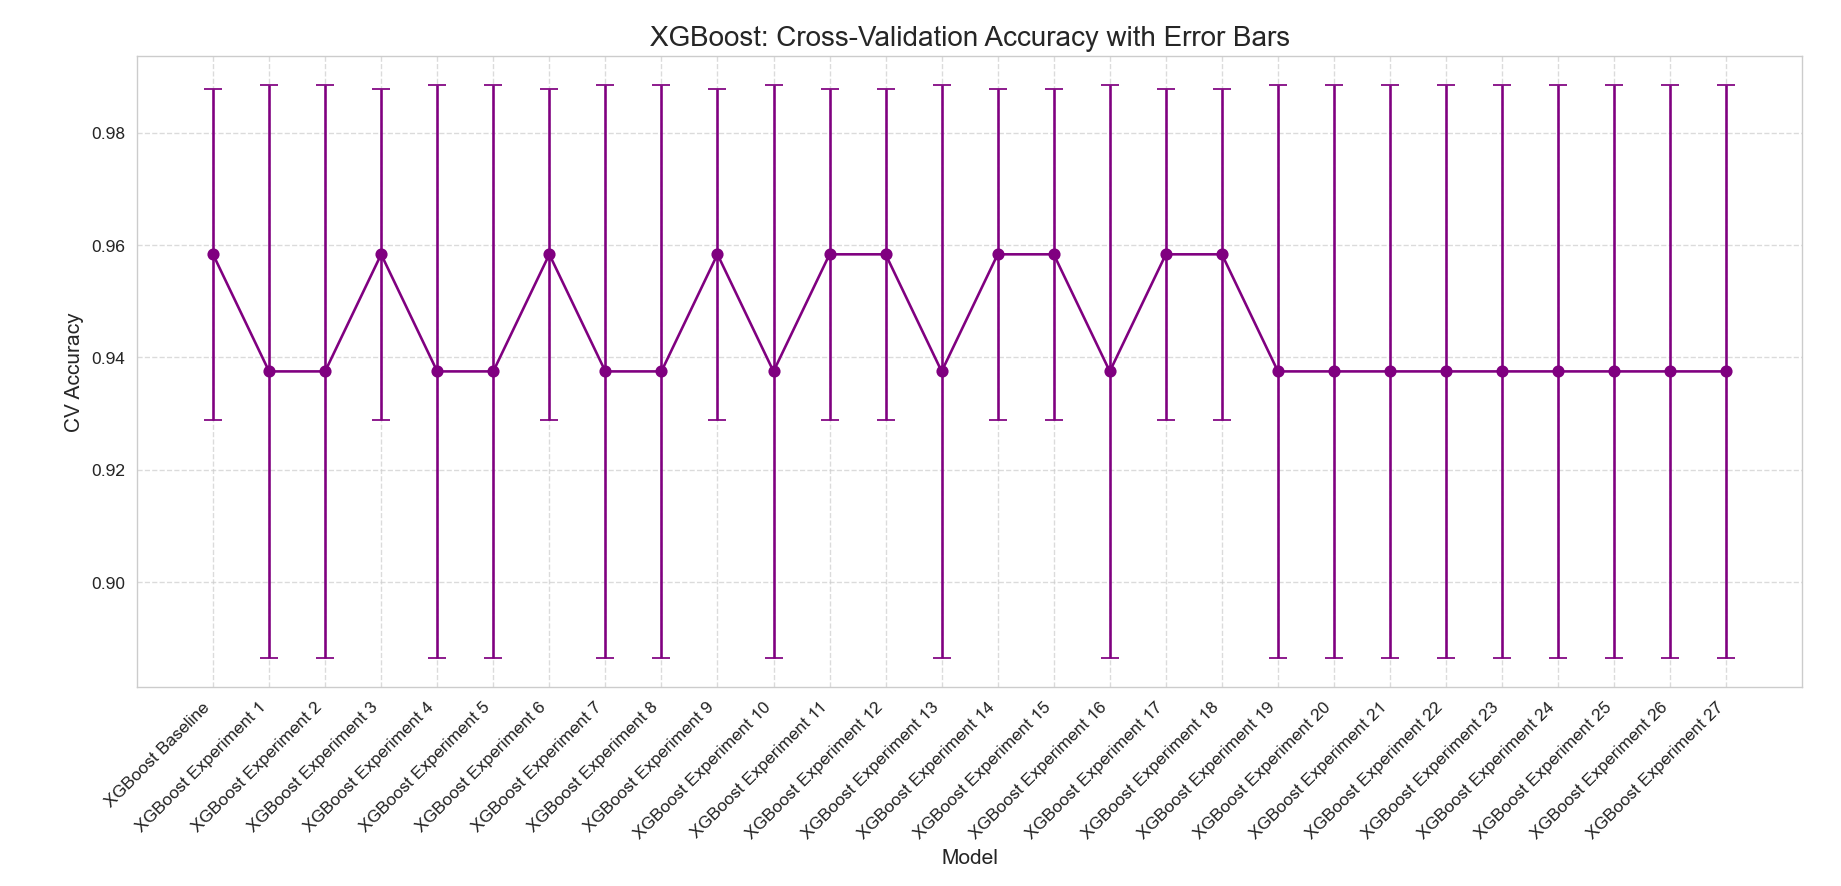 XGBoost: Cross-Validation Accuracy with Error Bars
CV Accuracy
0.98
0.96
0.94
0.92
0.90
XGBoost Baseline
XGBoost Experiment 1
XGBoost Experiment 2
XGBoost Experiment 3
XGBoost Experiment 4
XGBoost Experiment 5
XGBoost Experiment 6
XGBoost Experiment 7
XGBoost Experiment 8
XGBoost Experiment 9
XGBoost Experiment 10
XGBoost Experiment 11
XGBoost Experiment 12
XGBoost Experiment 13
XGBoost Experiment 14
XGBoost Experiment 15
XGBoost Experiment 16
XGBoost Experiment 17
XGBoost Experiment 18
XGBoost Experiment 19
XGBoost Experiment 20
XGBoost Experiment 21
XGBoost Experiment 22
XGBoost Experiment 23
XGBoost Experiment 24
XGBoost Experiment 25
XGBoost Experiment 26
XGBoost Experiment 27
Model